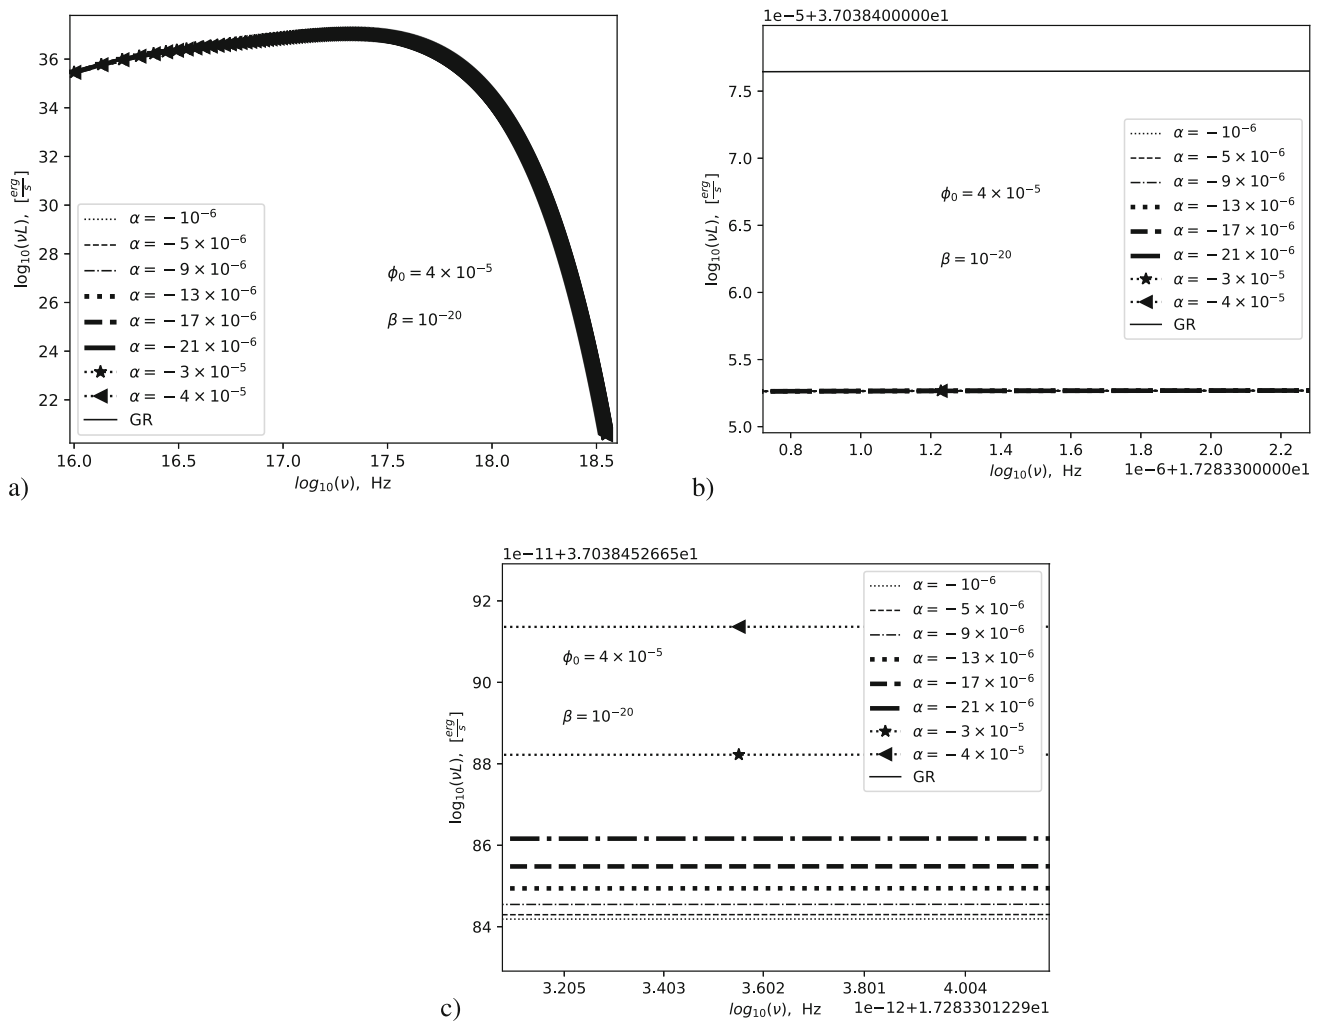 36
34
32
30
28
26
24
22
log10(νL), [erg/s]
α = − 10⁻⁶
α = − 5 × 10⁻⁶
α = − 9 × 10⁻⁶
α = − 13 × 10⁻⁶
α = − 17 × 10⁻⁶
α = − 21 × 10⁻⁶
α = − 3 × 10⁻⁵
α = − 4 × 10⁻⁵
GR
ϕ₀ = 4 × 10⁻⁵
β = 10⁻²⁰
16.0 16.5 17.0 17.5 18.0 18.5
log10(ν), Hz
a)
1e−5+3.7038400000e1
7.5
7.0
6.5
6.0
5.5
5.0
log10(νL), [erg/s]
α = − 10⁻⁶
α = − 5 × 10⁻⁶
α = − 9 × 10⁻⁶
α = − 13 × 10⁻⁶
α = − 17 × 10⁻⁶
α = − 21 × 10⁻⁶
α = − 3 × 10⁻⁵
α = − 4 × 10⁻⁵
GR
ϕ₀ = 4 × 10⁻⁵
β = 10⁻²⁰
0.8 1.0 1.2 1.4 1.6 1.8 2.0 2.2
log10(ν), Hz
1e−6+1.7283300000e1
b)
1e−11+3.7038452665e1
92
90
88
86
84
log10(νL), [erg/s]
α = − 10⁻⁶
α = − 5 × 10⁻⁶
α = − 9 × 10⁻⁶
α = − 13 × 10⁻⁶
α = − 17 × 10⁻⁶
α = − 21 × 10⁻⁶
α = − 3 × 10⁻⁵
α = − 4 × 10⁻⁵
GR
ϕ₀ = 4 × 10⁻⁵
β = 10⁻²⁰
3.205 3.403 3.602 3.801 4.004
log10(ν), Hz
1e−12+1.7283301229e1
c)